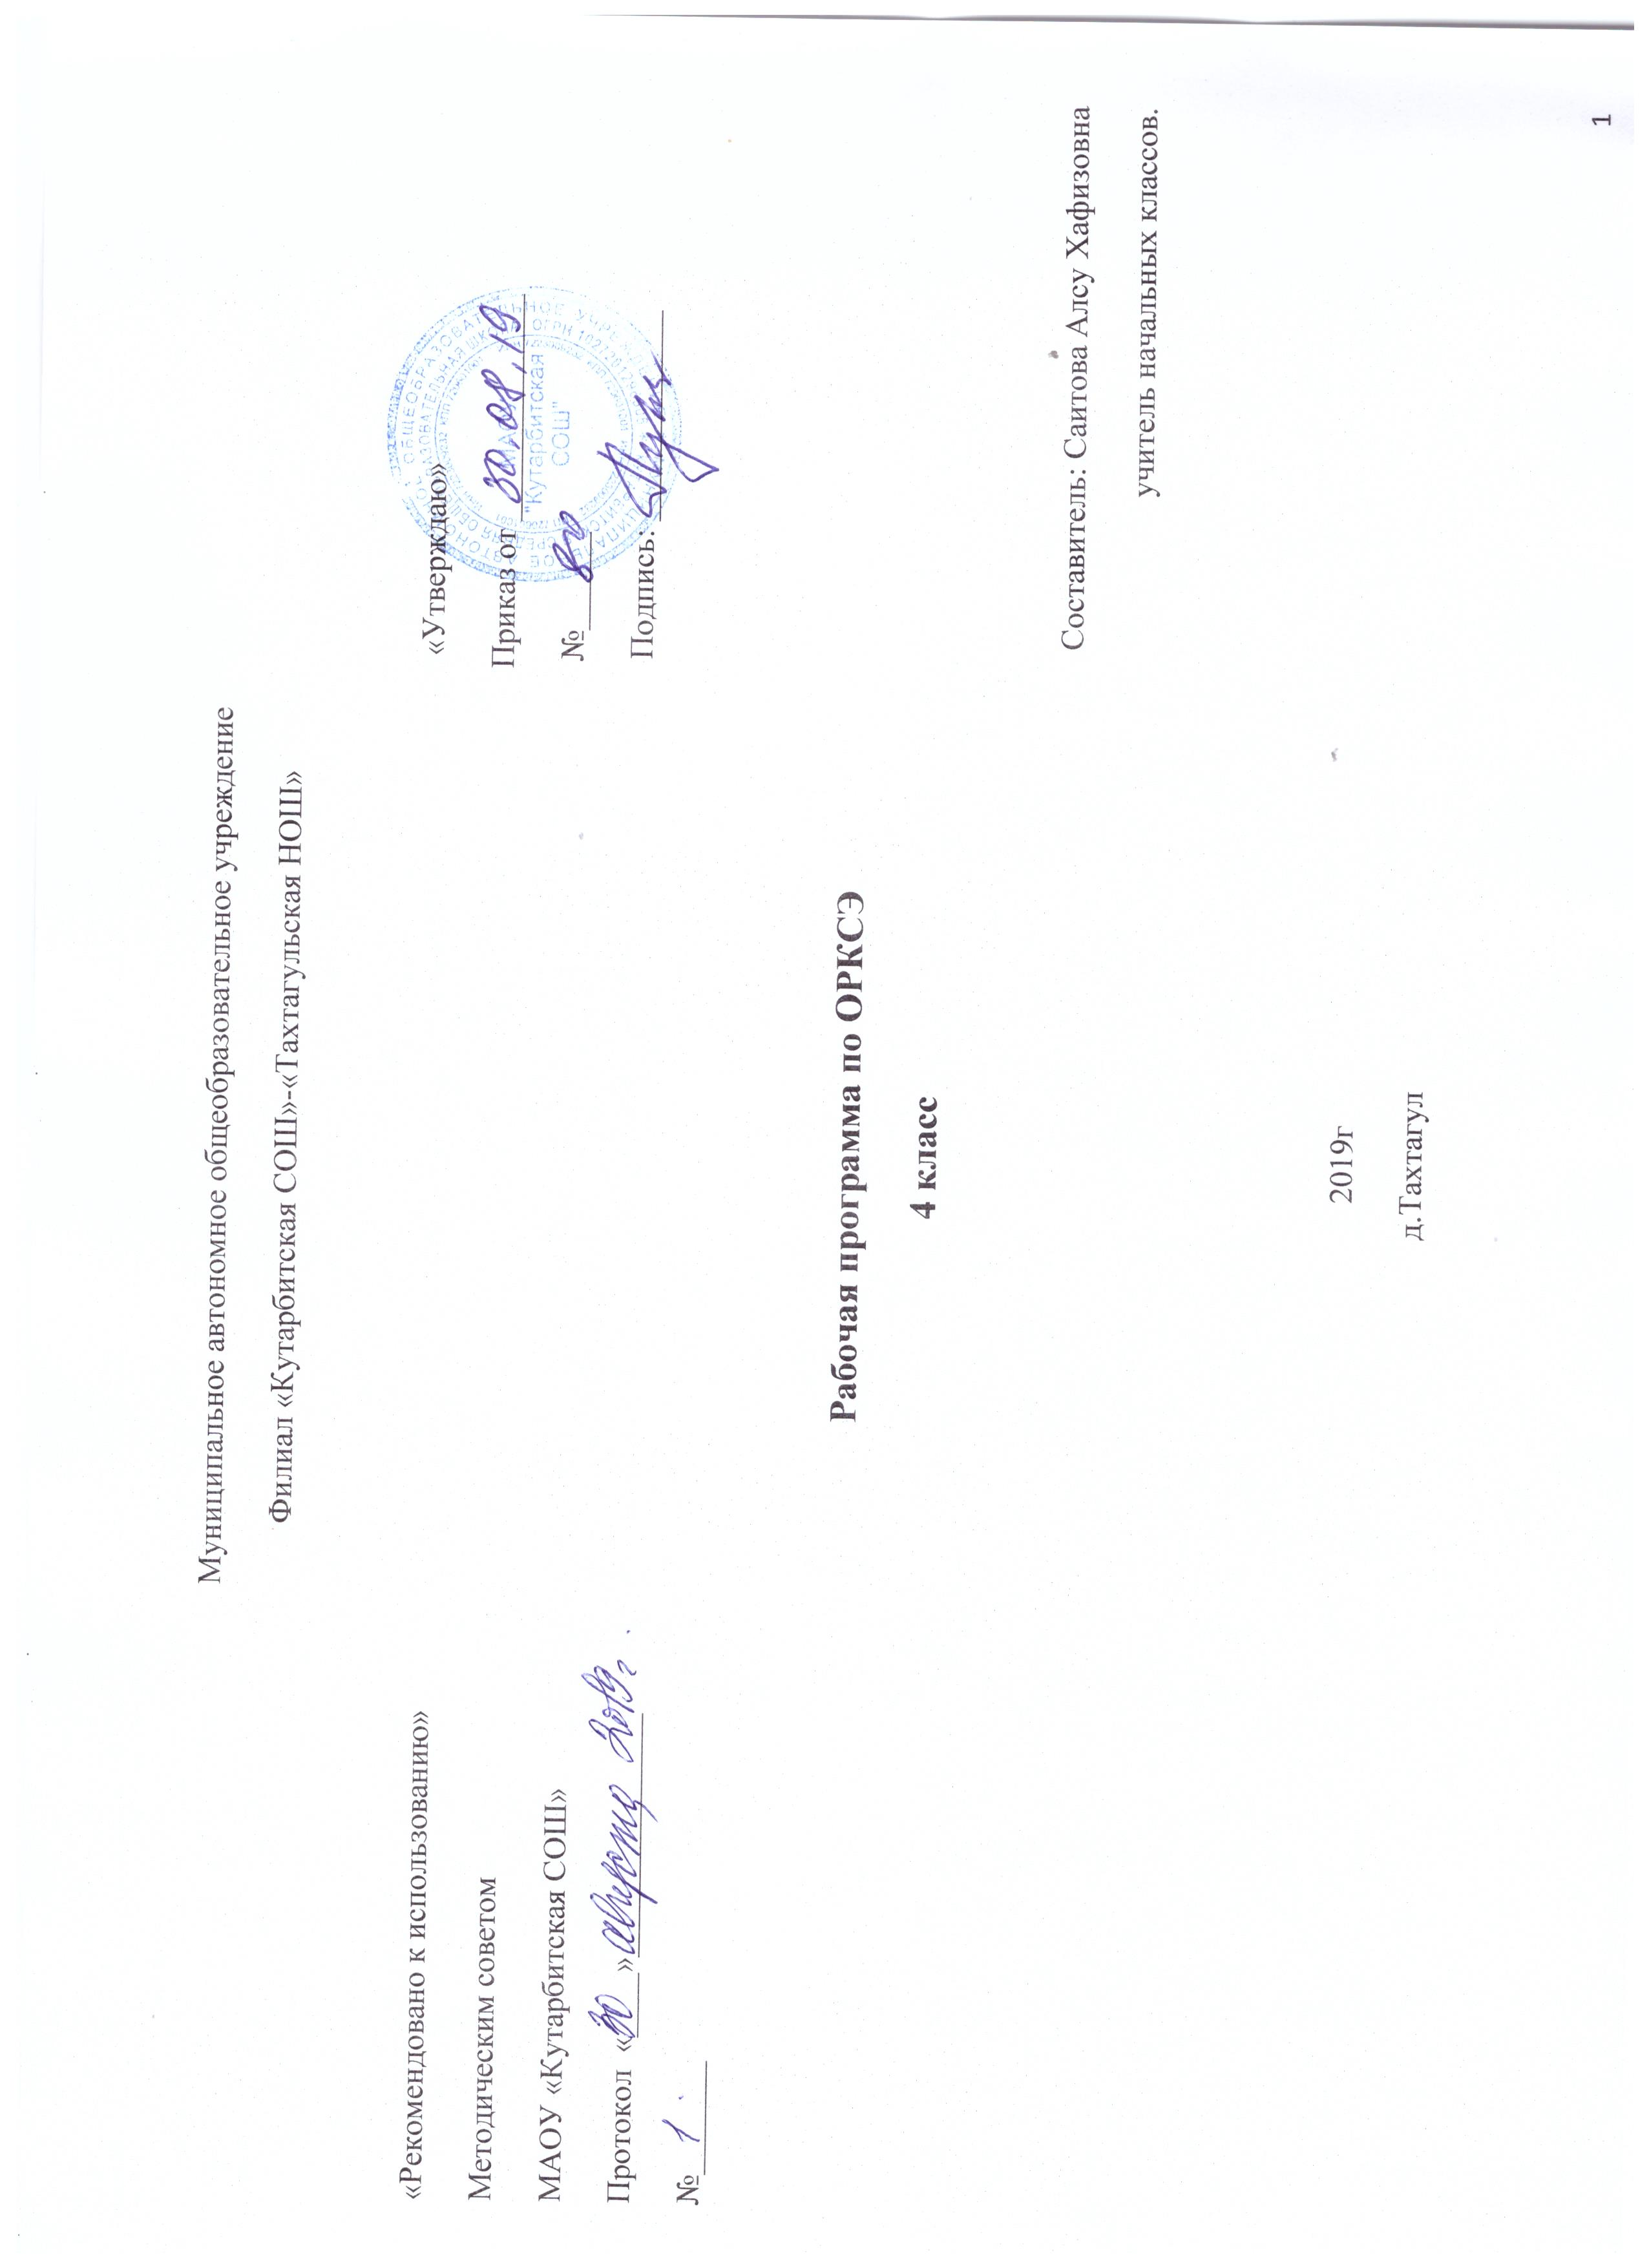 Муниципальное автономное общеобразовательное учреждение
Филиал «Кутарбитская СОШ»-«Тахтагульская НОШ»
«Рекомендовано к использованию»
Методическим советом
МАОУ «Кутарбитская СОШ»
Протокол «30» августа 2019г.
№ 1.
«Утверждаю»
Приказ от 30.08.19
№
Подпись:
"Кутарбитская
СОШ"
Рабочая программа по ОРКСЭ
4 класс
Составитель: Саитова Алсу Хафизовна
учитель начальных классов.
2019г
д.Тахтагул
1